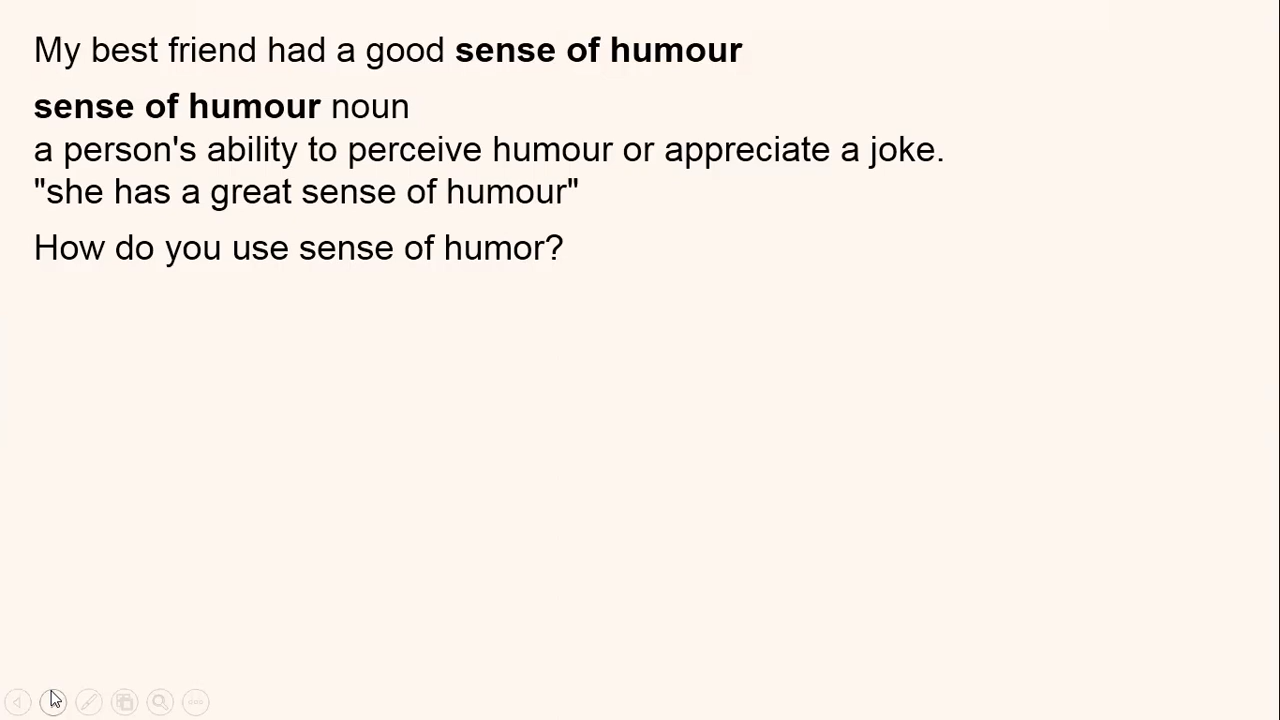 My best friend had a good sense of humour
sense of humour noun
a person's ability to perceive humour or appreciate a joke.
"she has a great sense of humour"
How do you use sense of humor?